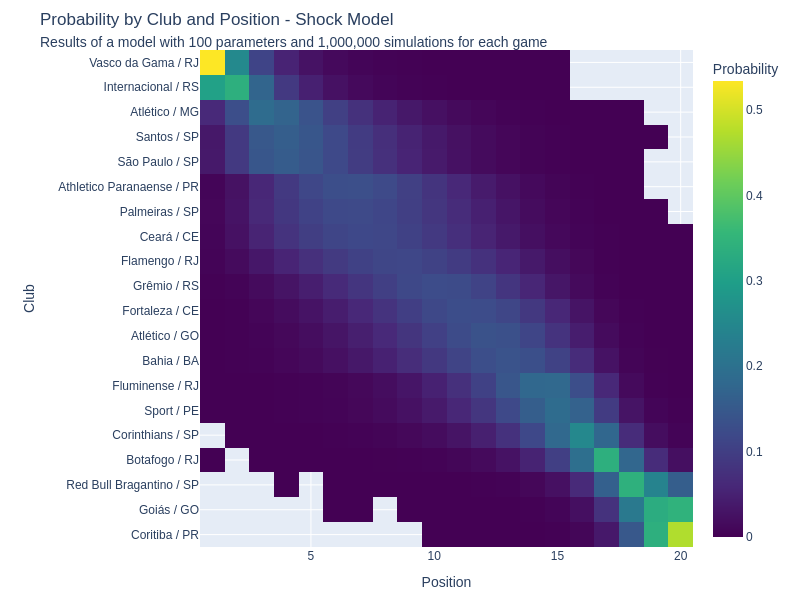 Probability by Club and Position - Shock Model
Results of a model with 100 parameters and 1,000,000 simulations for each game
Probability
Vasco da Gama / RJ
Internacional / RS
Atlético / MG
Santos / SP
São Paulo / SP
Athletico Paranaense / PR
Palmeiras / SP
Ceará / CE
Flamengo / RJ
Grêmio / RS
Fortaleza / CE
Atlético / GO
Bahia / BA
Fluminense / RJ
Sport / PE
Corinthians / SP
Botafogo / RJ
Red Bull Bragantino / SP
Goiás / GO
Coritiba / PR
Club
5
10
15
20
Position
0.5
0.4
0.3
0.2
0.1
0